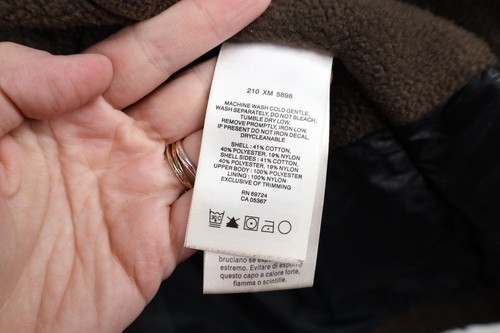 210 XM 5896
MACHINE WASH COLD GENTLE,
WASH SEPARATELY, DO NOT BLEACH,
TUMBLE DRY LOW,
REMOVE PROMPTLY, IRON LOW,
IF PRESENT DO NOT IRON DECAL,
DRYCLEANABLE
SHELL : 41% COTTON,
40% POLYESTER, 19% NYLON
SHELL SIDES : 41% COTTON,
40% POLYESTER, 19% NYLON
UPPER BODY : 100% POLYESTER
LINING : 100% NYLON
EXCLUSIVE OF TRIMMING
RN 69724
CA 05367
bruciano se
estremo. Evitare di esporre
questo capo a calore forte,
fiamma o scintille.